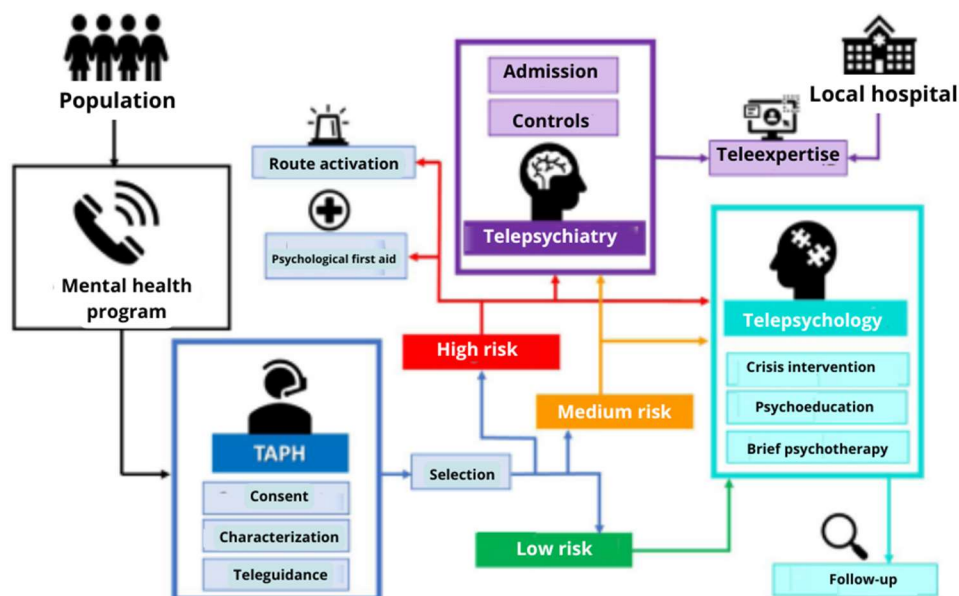 Population
Mental health
program
TAPH
Consent
Characterization
Teleguidance
Selection
High risk
Medium risk
Low risk
Route activation
Psychological first aid
Admission
Controls
Telepsychiatry
Teleexpertise
Local hospital
Telepsychology
Crisis intervention
Psychoeducation
Brief psychotherapy
Follow-up